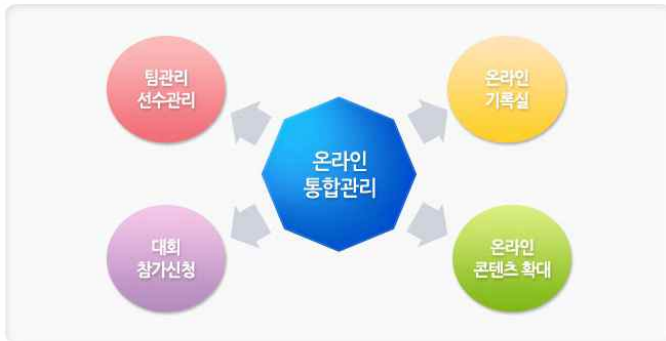 팀관리
선수관리
온라인
기록실
온라인
통합관리
대회
참가신청
온라인
콘텐츠 확대